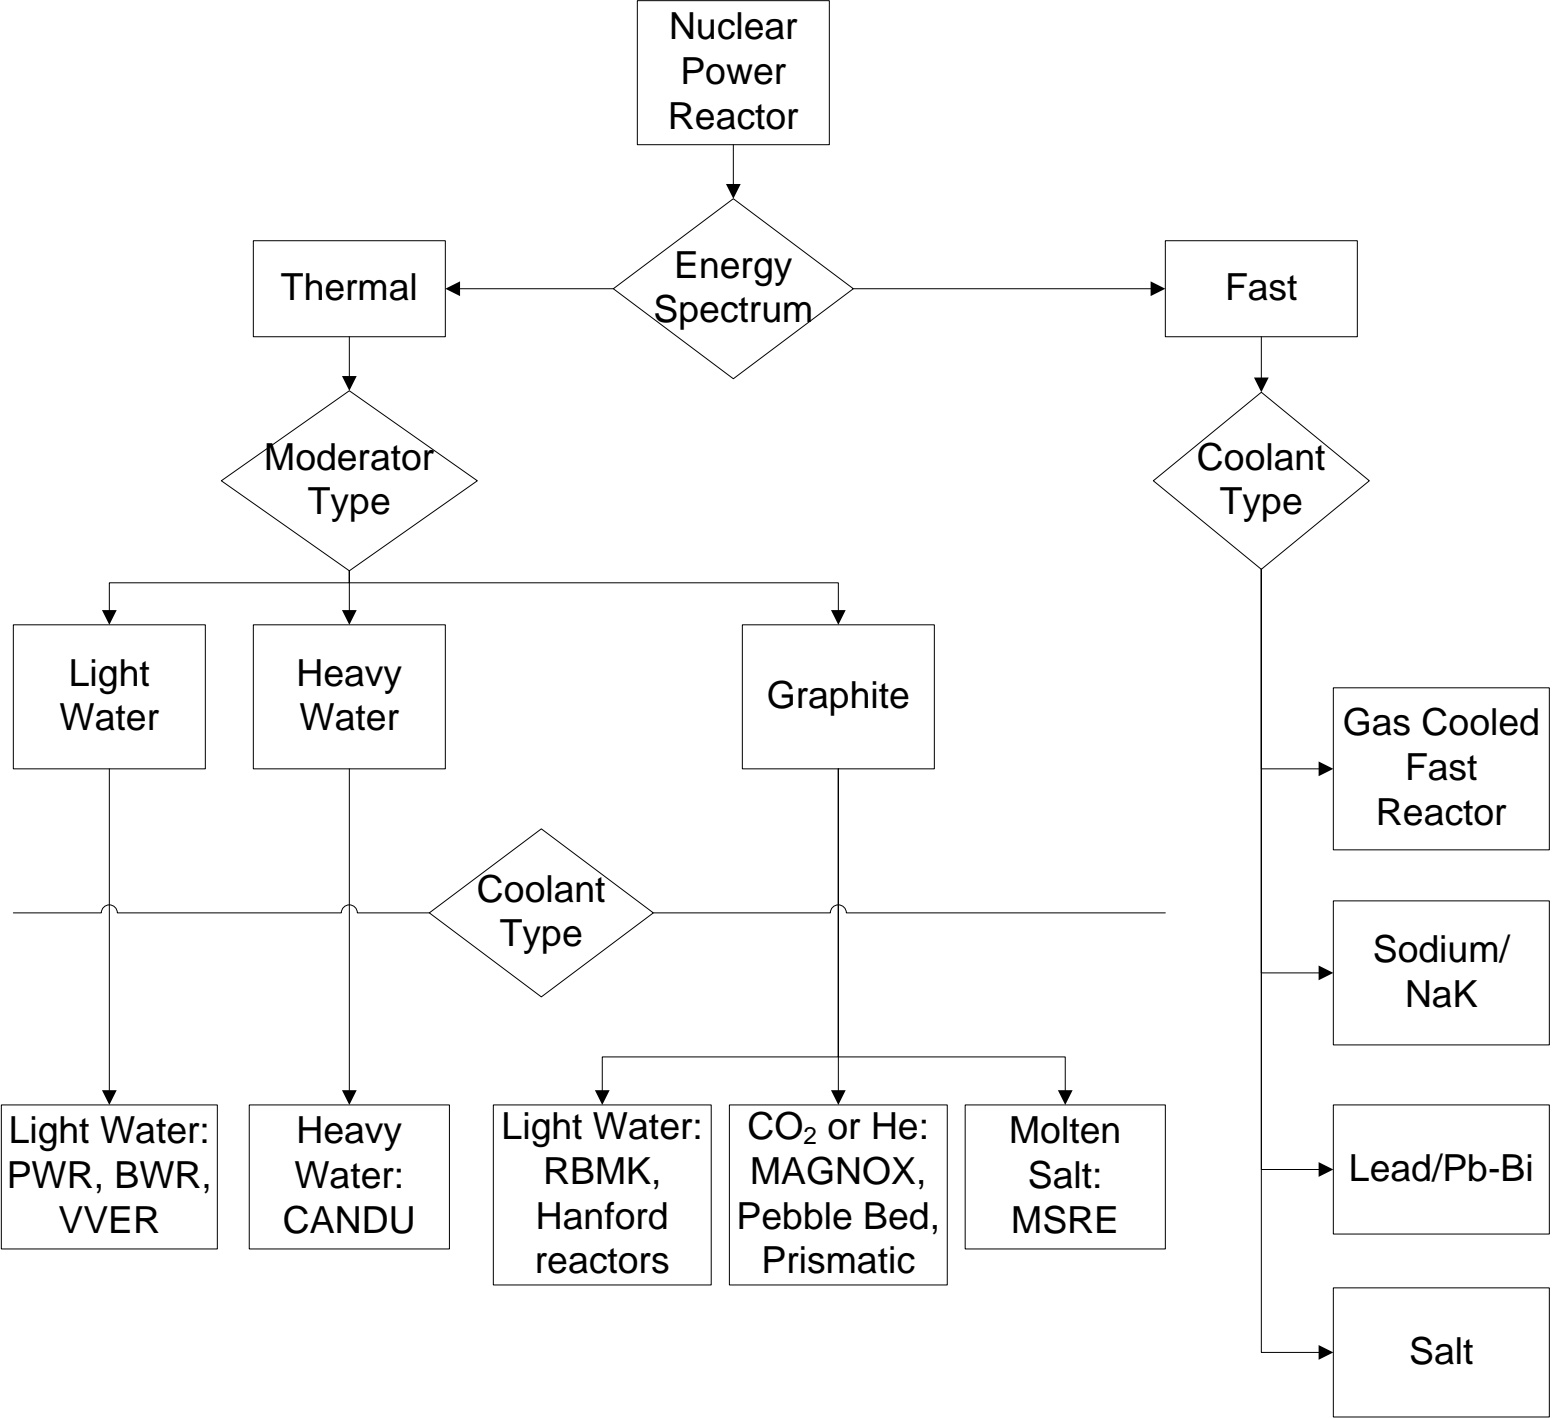 Nuclear
Power
Reactor
Energy
Spectrum
Thermal
Fast
Moderator
Type
Coolant
Type
Light
Water
Heavy
Water
Graphite
Gas Cooled
Fast
Reactor
Coolant
Type
Sodium/
NaK
Light Water:
PWR, BWR,
VVER
Heavy
Water:
CANDU
Light Water:
RBMK,
Hanford
reactors
CO₂ or He:
MAGNOX,
Pebble Bed,
Prismatic
Molten
Salt:
MSRE
Lead/Pb-Bi
Salt